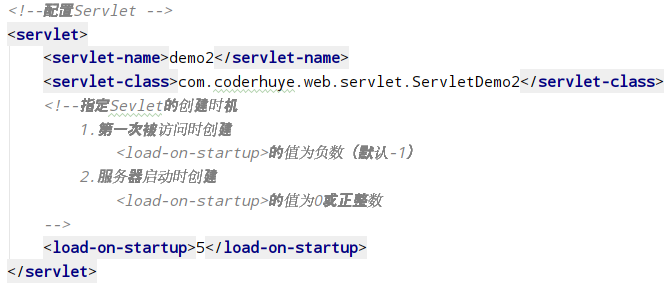 <!--配置Servlet -->
<servlet>
    <servlet-name>demo2</servlet-name>
    <servlet-class>com.coderhuye.web.servlet.ServletDemo2</servlet-class>
    <!--指定Sevlet的创建时机
        1.第一次被访问时创建
            <load-on-startup>的值为负数（默认-1）
        2.服务器启动时创建
            <load-on-startup>的值为0或正整数
    -->
    <load-on-startup>5</load-on-startup>
</servlet>